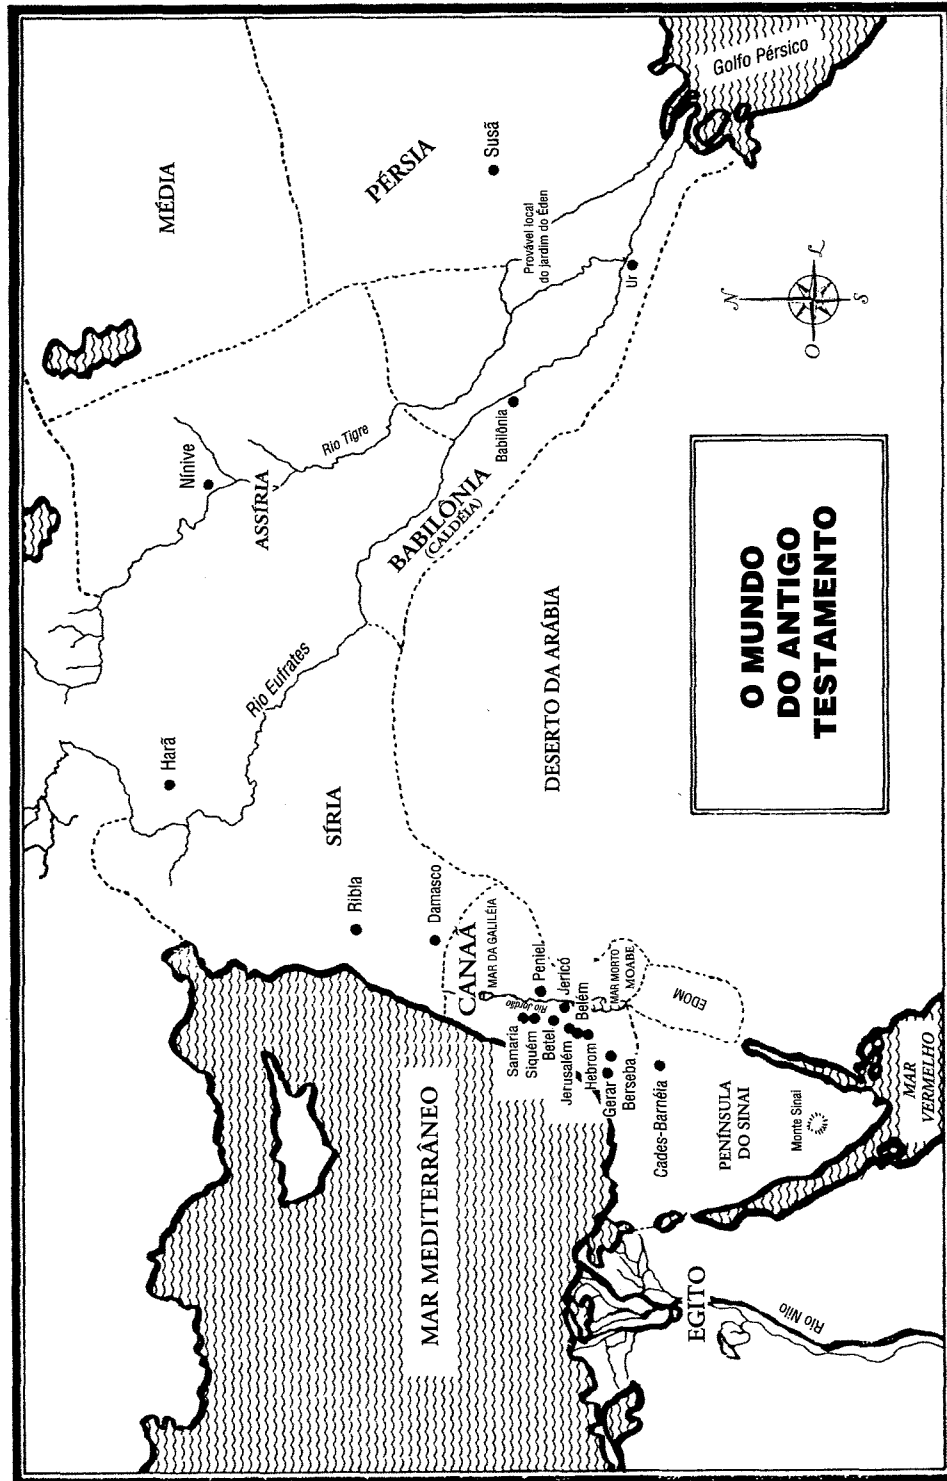 O MUNDO
DO ANTIGO
TESTAMENTO
N
O
L
S
MÉDIA
PÉRSIA
Susã
Golfo Pérsico
Provável local
do jardim do Éden
Ur
Nínive
ASSÍRIA
Rio Tigre
BABILÔNIA
(CALDÉIA)
Babilônia
Harã
Rio Eufrates
SÍRIA
DESERTO DA ARÁBIA
Ribla
Damasco
CANAÃ
MAR DA GALILÉIA
Rio Jordão
Peniel
Jericó
Belém
MAR MORTO
MOABE
EDOM
Samaria
Siquém
Betel
Jerusalém
Hebrom
Gerar
Berseba
Cades-Barnéia
MAR MEDITERRÂNEO
PENÍNSULA
DO SINAI
Monte Sinai
MAR
VERMELHO
EGITO
Rio Nilo